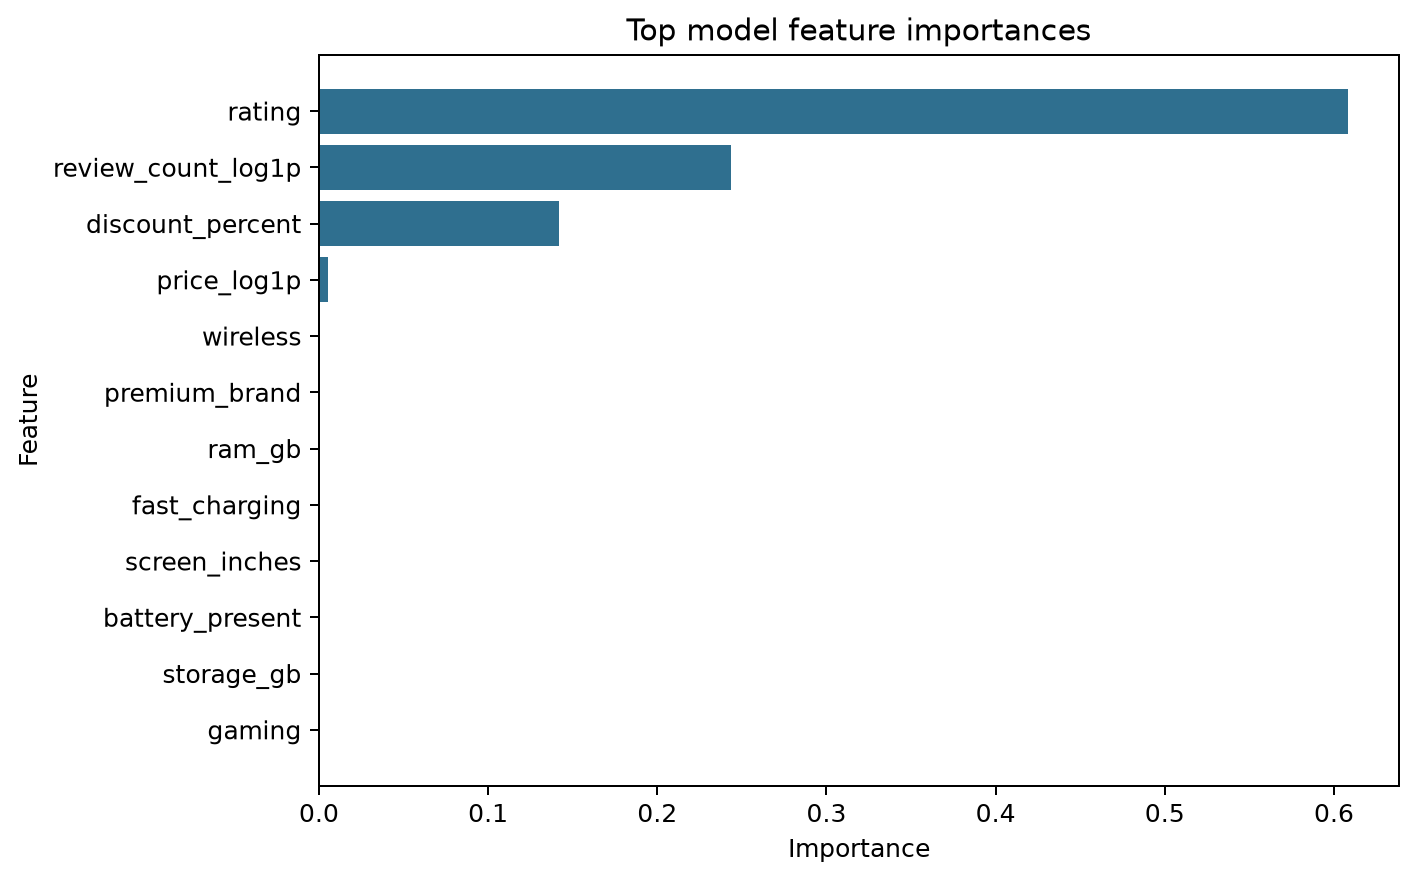 Top model feature importances
rating
review_count_log1p
discount_percent
price_log1p
wireless
premium_brand
ram_gb
fast_charging
screen_inches
battery_present
storage_gb
gaming
Feature
0.0 0.1 0.2 0.3 0.4 0.5 0.6
Importance